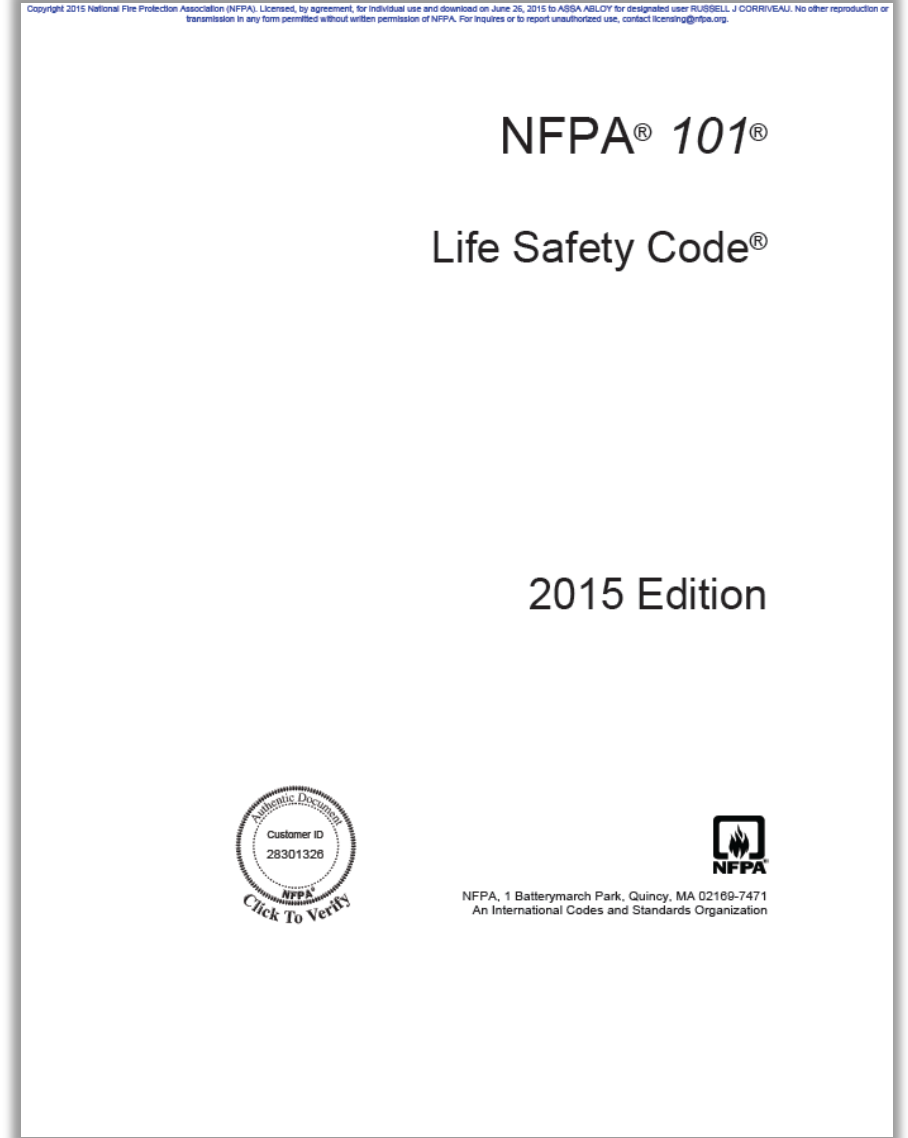 Copyright 2015 National Fire Protection Association (NFPA). Licensed, by agreement, for individual use and download on June 26, 2015 to ASSA ABLOY for designated user RUSSELL J CORRIVEAU. No other reproduction or
transmission in any form permitted without written permission of NFPA. For inquires or to report unauthorized use, contact licensing@nfpa.org.
NFPA® 101®
Life Safety Code®
2015 Edition
Authentic Document
Customer ID
28301326
NFPA®
Click To Verify
NFPA®
NFPA, 1 Batterymarch Park, Quincy, MA 02169-7471
An International Codes and Standards Organization